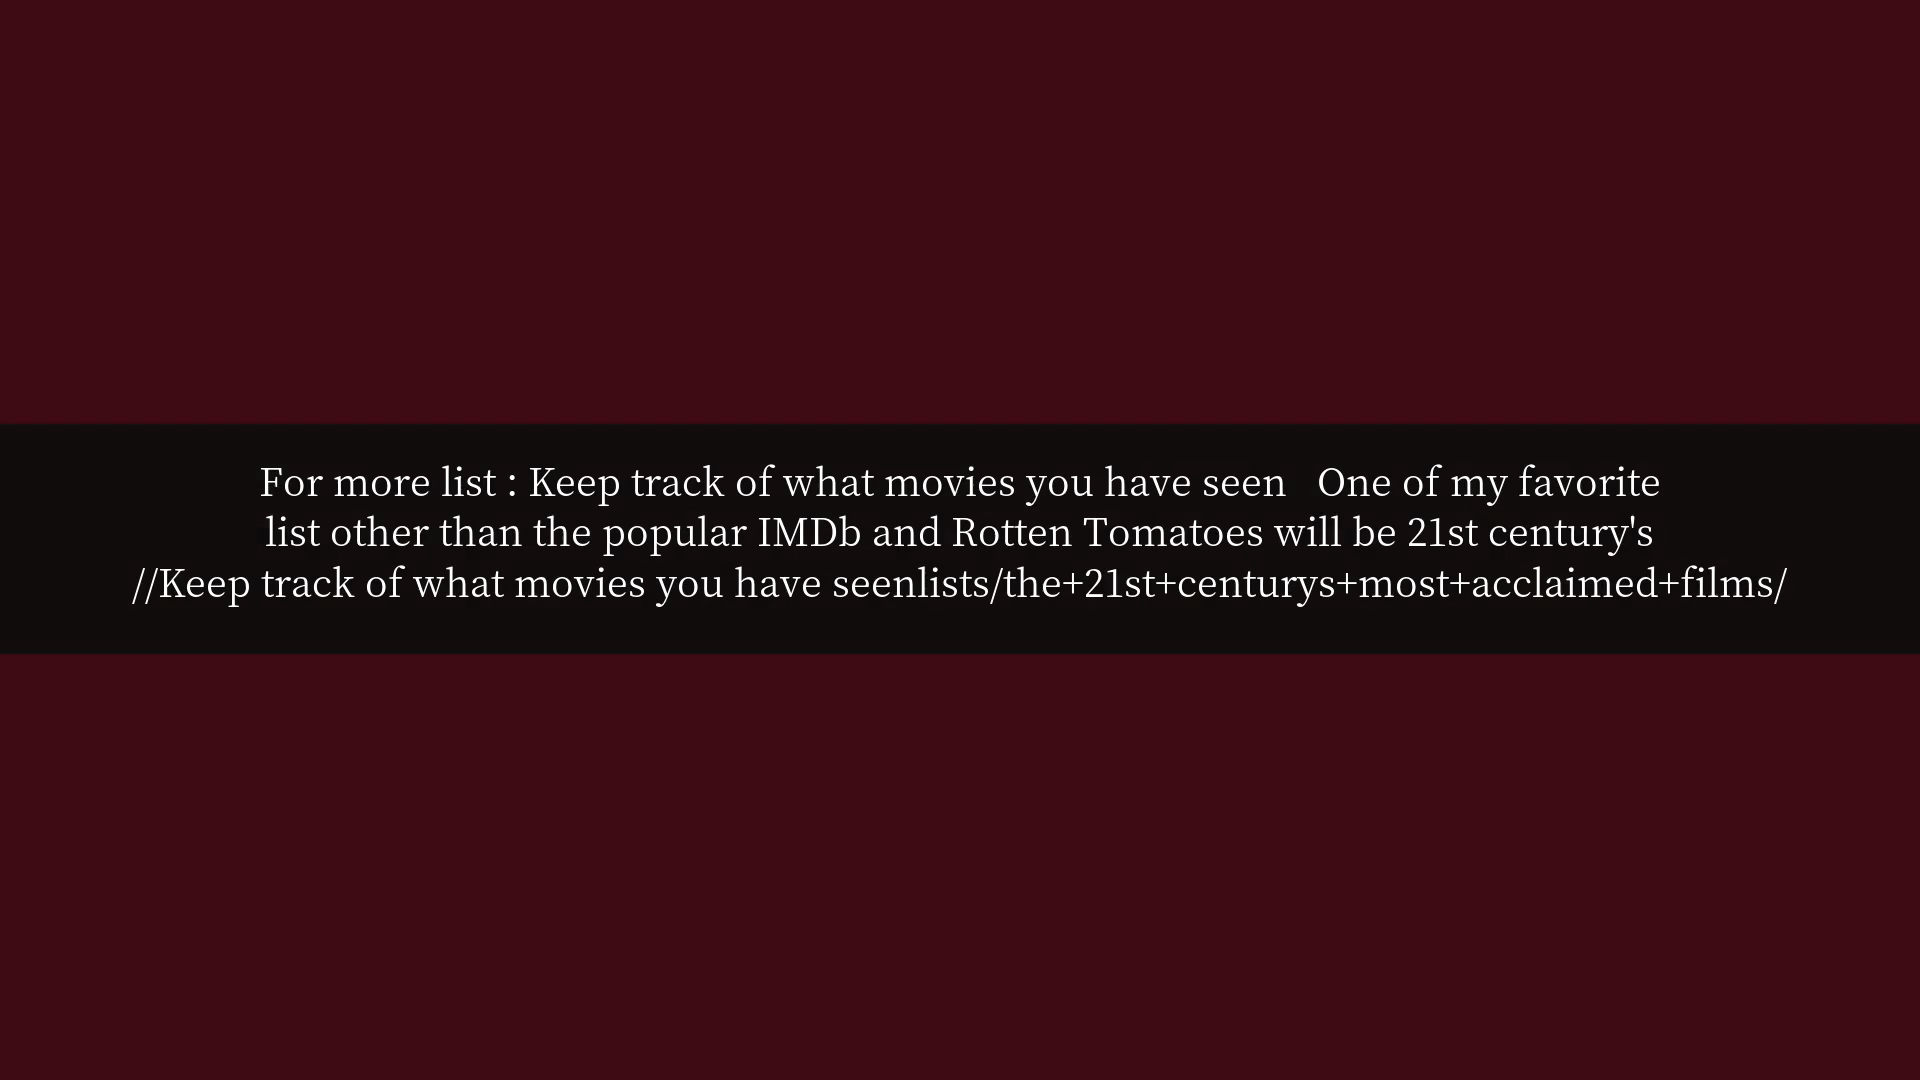 For more list : Keep track of what movies you have seen   One of my favorite
list other than the popular IMDb and Rotten Tomatoes will be 21st century's
//Keep track of what movies you have seenlists/the+21st+centurys+most+acclaimed+films/